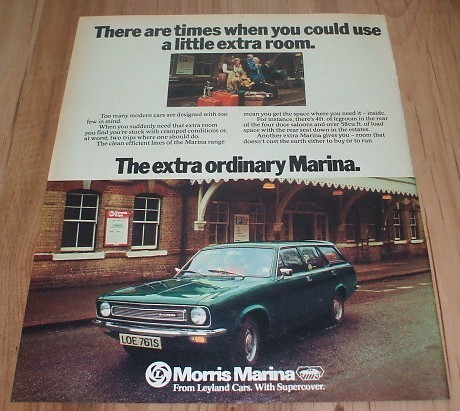 There are times when you could use
a little extra room.
Too many modern cars are designed with too
few in mind.
When you suddenly need that extra room
you find you're stuck with cramped conditions or,
at worst, two trips where one should do.
The clean efficient lines of the Marina range
mean you get the space where you need it – inside.
For instance, there's 4ft. of legroom in the rear
of the four door saloons and over 58cu.ft. of load
space with the rear seat down in the estates.
Another extra Marina gives you – room that
doesn't cost the earth either to buy or to run.
The extra ordinary Marina.
LOE 761S
Morris Marina
From Leyland Cars. With Supercover.